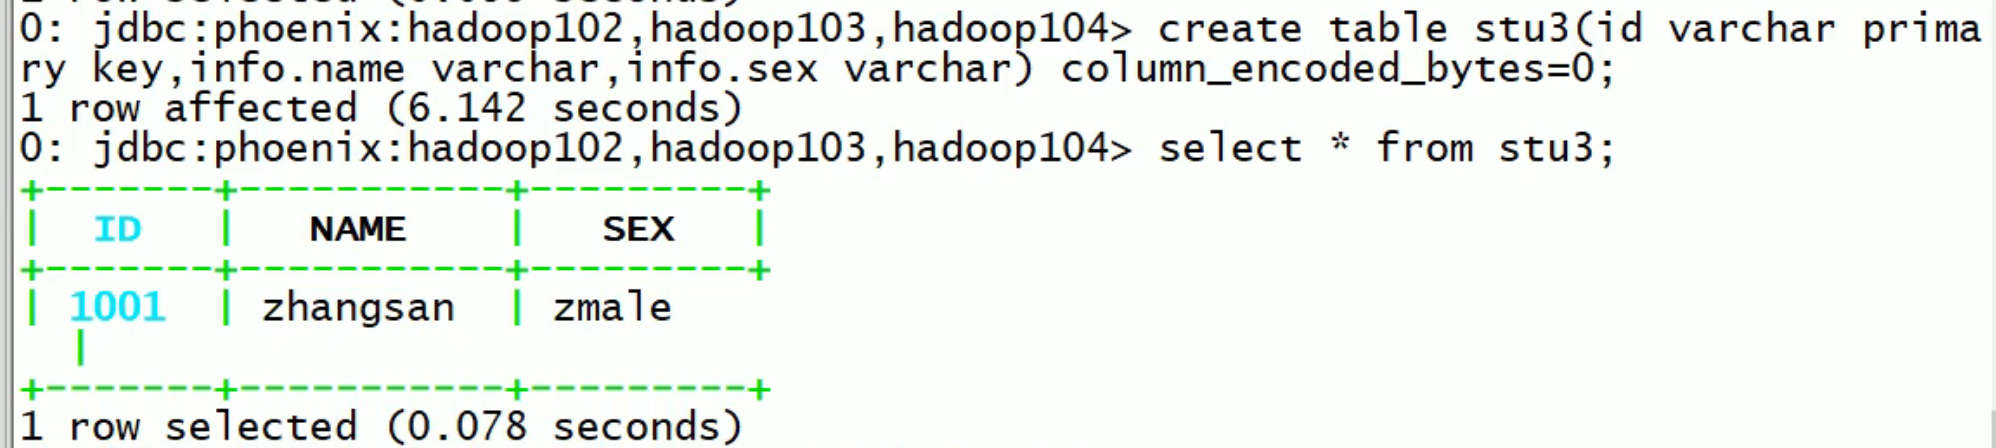 0: jdbc:phoenix:hadoop102,hadoop103,hadoop104> create table stu3(id varchar prima
ry key,info.name varchar,info.sex varchar) column_encoded_bytes=0;
1 row affected (6.142 seconds)
0: jdbc:phoenix:hadoop102,hadoop103,hadoop104> select * from stu3;
+-------+-----------+---------+
|  ID   |   NAME    |   SEX   |
+-------+-----------+---------+
| 1001  | zhangsan  | zmale
  |
+-------+-----------+---------+
1 row selected (0.078 seconds)